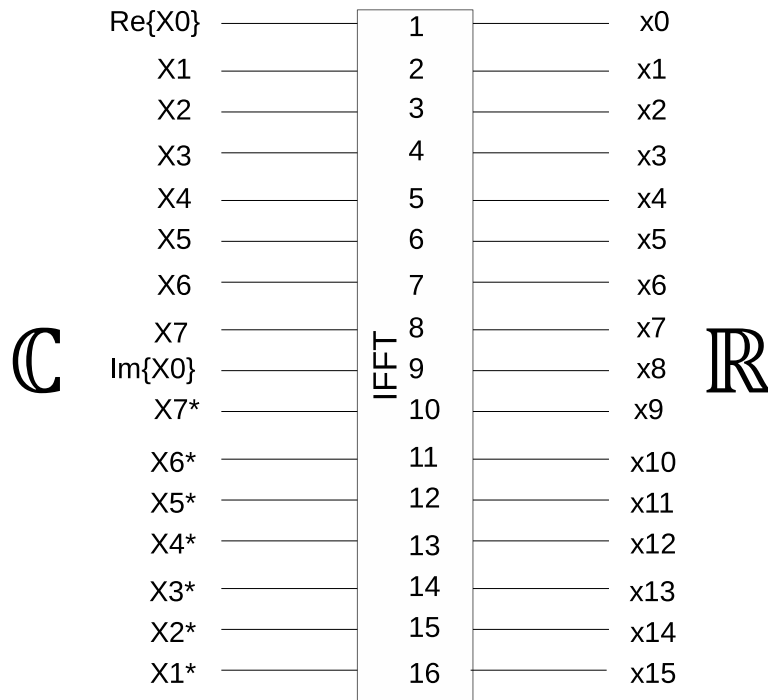 Re{X0} 1 x0
X1 2 x1
X2 3 x2
X3 4 x3
X4 5 x4
X5 6 x5
X6 7 x6
X7 8 x7
ℂ IFFT ℝ
Im{X0} 9 x8
X7* 10 x9
X6* 11 x10
X5* 12 x11
X4* 13 x12
X3* 14 x13
X2* 15 x14
X1* 16 x15